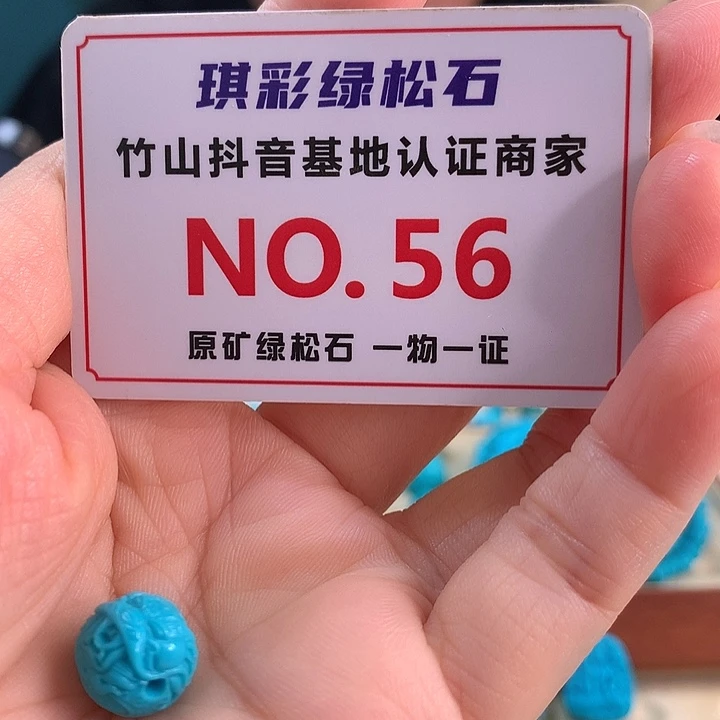 琪彩绿松石
竹山抖音基地认证商家
NO. 56
原矿绿松石 一物一证